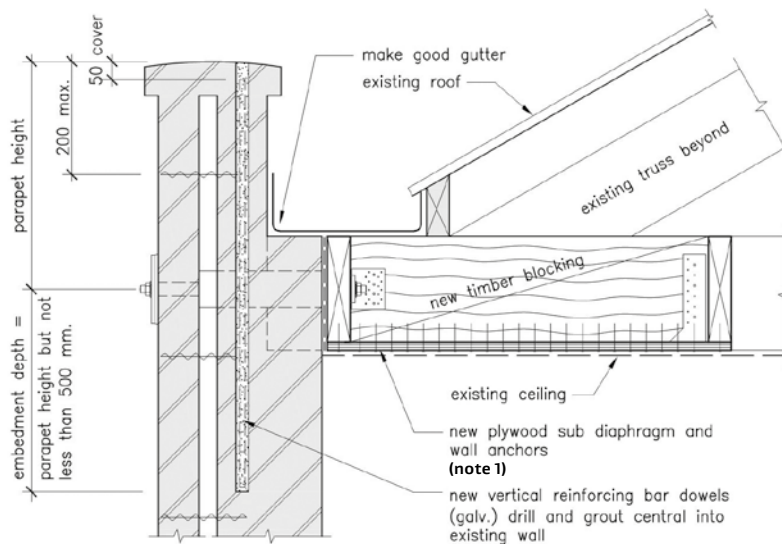 50 cover
200 max.
parapet height
embedment depth =
parapet height but not
less than 500 mm.
make good gutter
existing roof
existing truss beyond
new timber blocking
existing ceiling
new plywood sub diaphragm and
wall anchors
(note 1)
new vertical reinforcing bar dowels
(galv.) drill and grout central into
existing wall